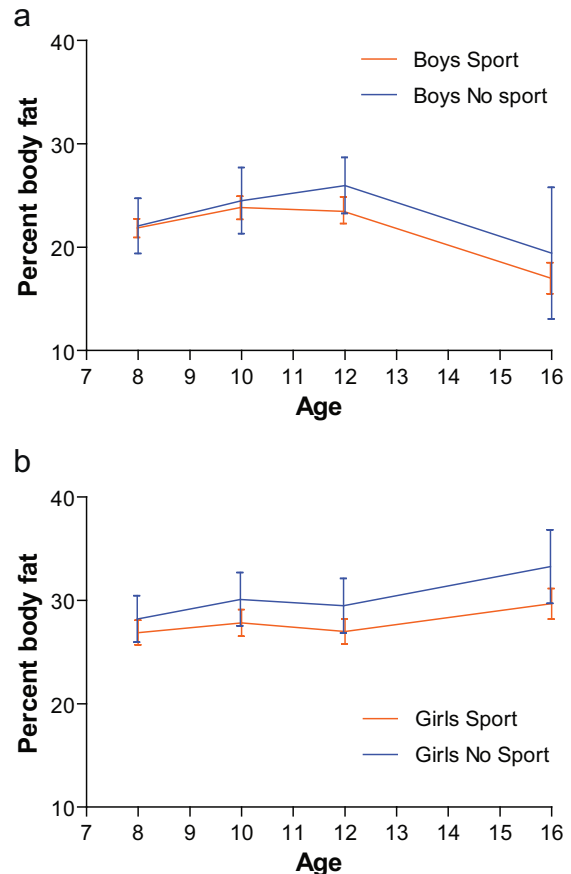 a
40
30
20
10
Percent body fat
Boys Sport
Boys No sport
7 8 9 10 11 12 13 14 15 16
Age
b
40
30
20
10
Percent body fat
Girls Sport
Girls No Sport
7 8 9 10 11 12 13 14 15 16
Age